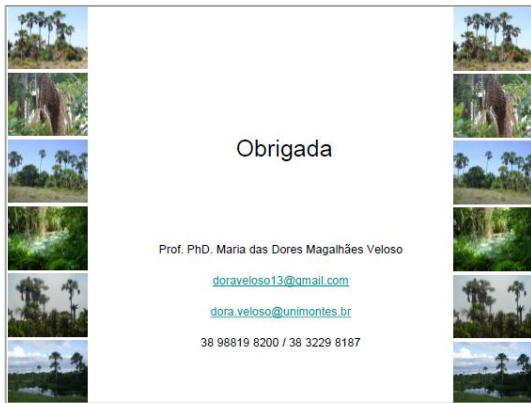 Obrigada
Prof. PhD. Maria das Dores Magalhães Veloso
doraveloso13@gmail.com
dora.veloso@unimontes.br
38 98819 8200 / 38 3229 8187